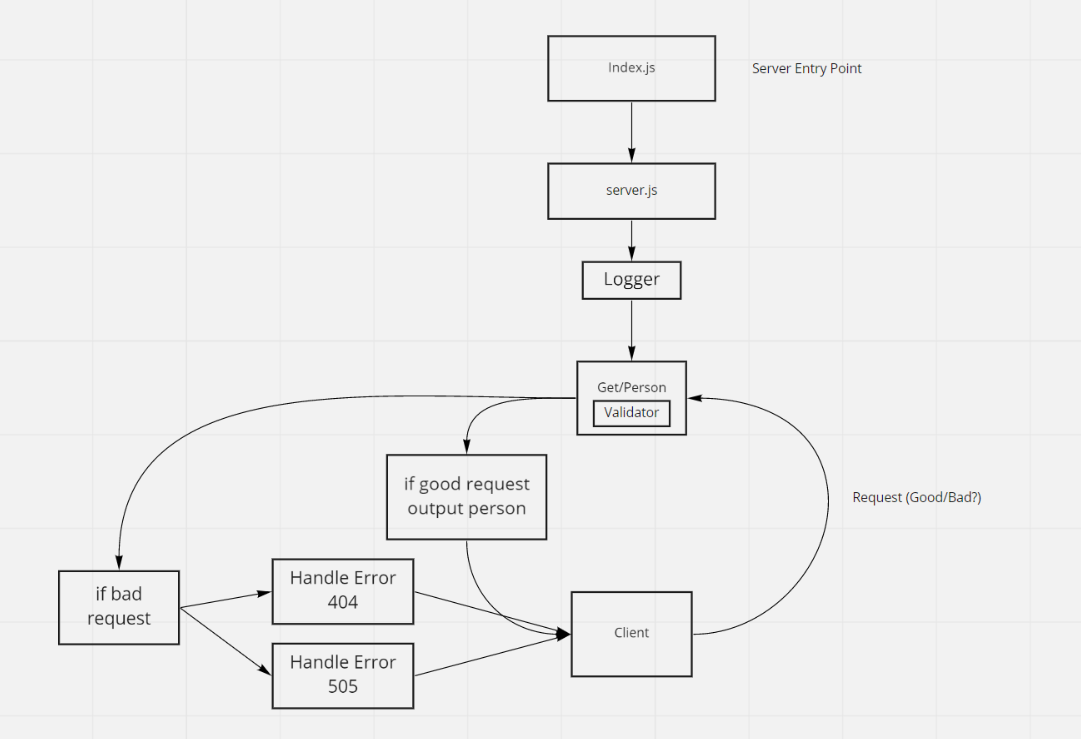 Index.js
Server Entry Point
server.js
Logger
Get/Person
Validator
if good request
output person
Request (Good/Bad?)
if bad
request
Handle Error
404
Client
Handle Error
505